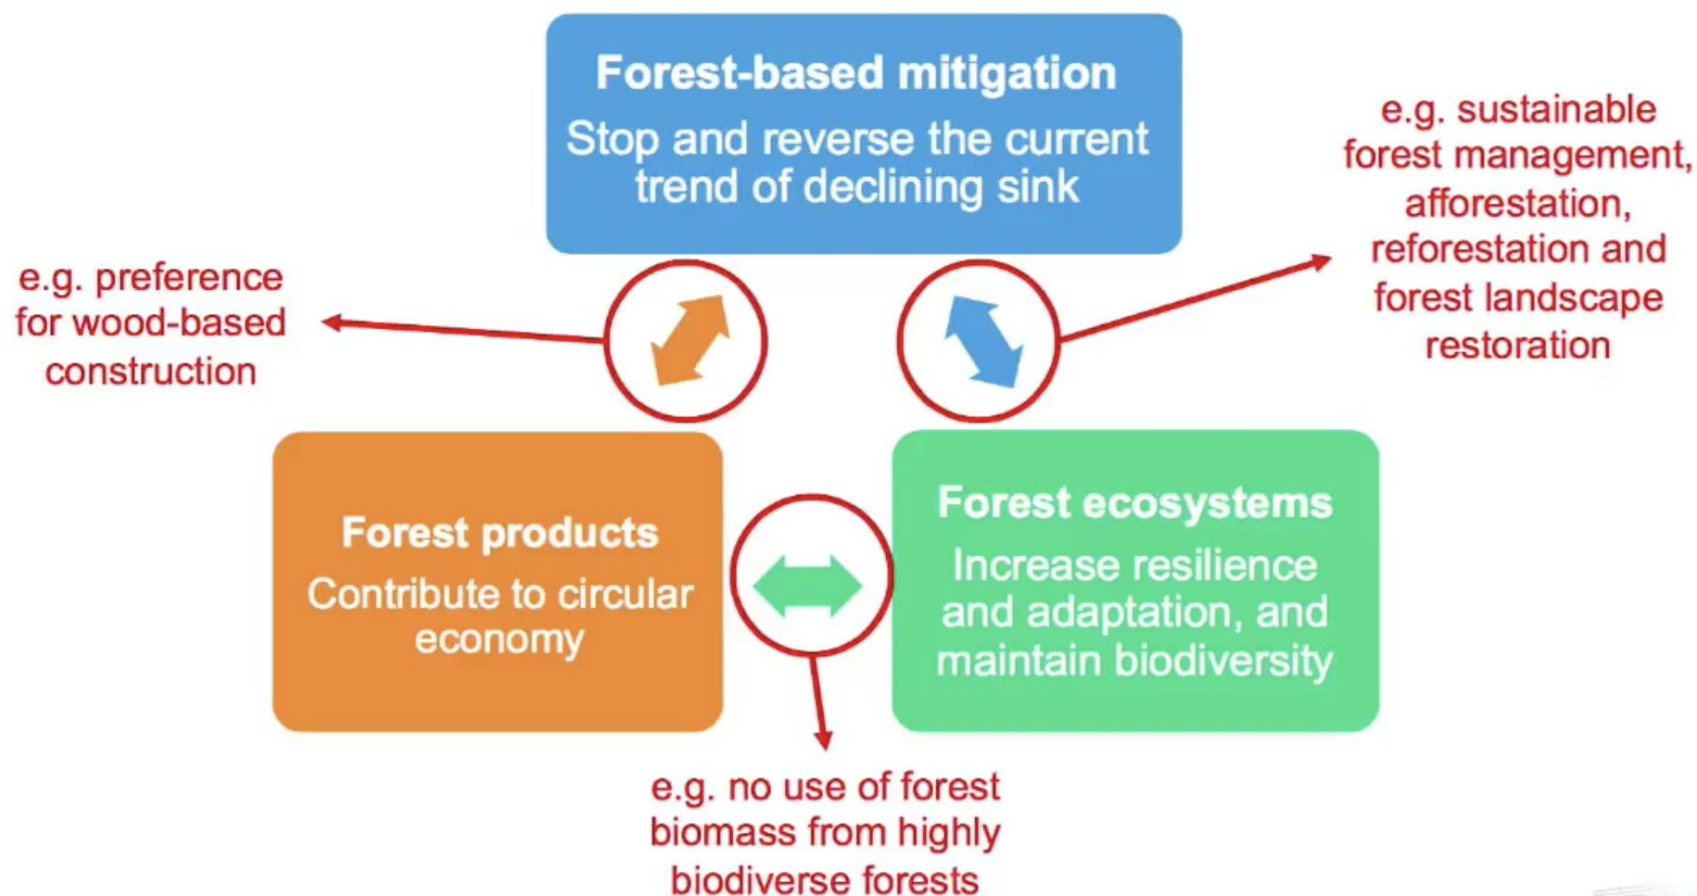 Forest-based mitigation
Stop and reverse the current
trend of declining sink
e.g. sustainable
forest management,
afforestation,
reforestation and
forest landscape
restoration
e.g. preference
for wood-based
construction
Forest products
Contribute to circular
economy
Forest ecosystems
Increase resilience
and adaptation, and
maintain biodiversity
e.g. no use of forest
biomass from highly
biodiverse forests